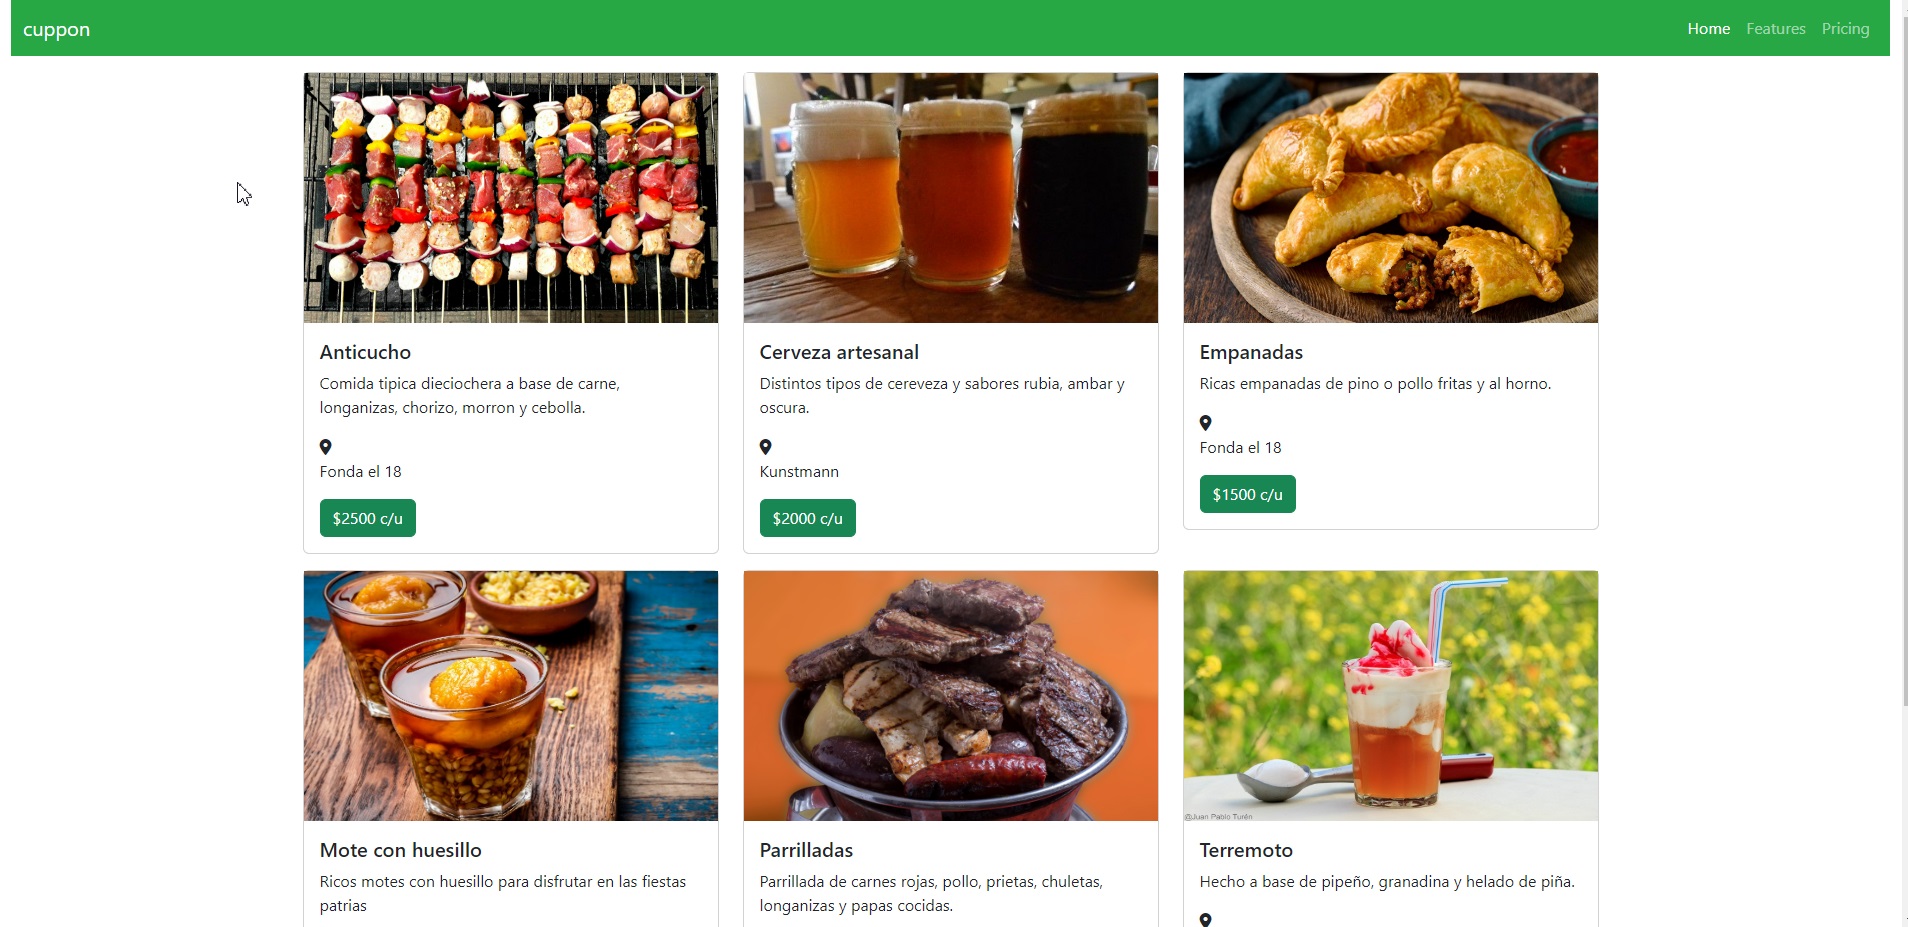 cuppon
Home Features Pricing
Anticucho
Comida tipica dieciochera a base de carne,
longanizas, chorizo, morron y cebolla.
Fonda el 18
$2500 c/u
Cerveza artesanal
Distintos tipos de cereveza y sabores rubia, ambar y
oscura.
Kunstmann
$2000 c/u
Empanadas
Ricas empanadas de pino o pollo fritas y al horno.
Fonda el 18
$1500 c/u
Mote con huesillo
Ricos motes con huesillo para disfrutar en las fiestas
patrias
Parrilladas
Parrillada de carnes rojas, pollo, prietas, chuletas,
longanizas y papas cocidas.
@Juan Pablo Turén
Terremoto
Hecho a base de pipeño, granadina y helado de piña.